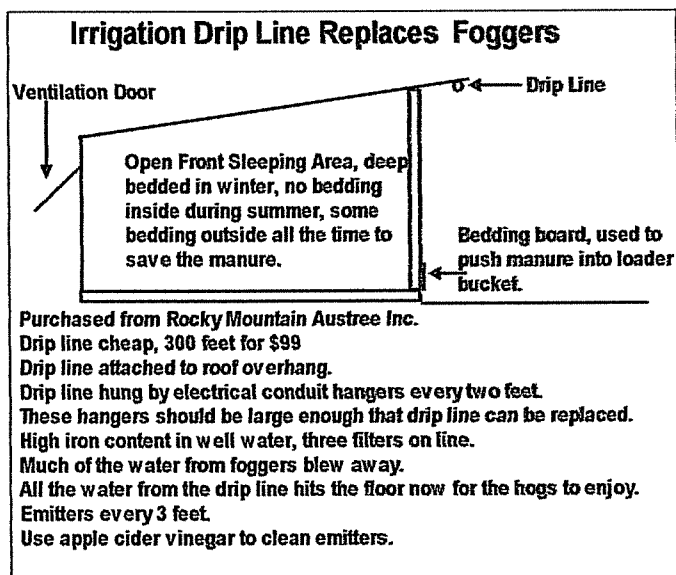 Irrigation Drip Line Replaces Foggers
Ventilation Door
Drip Line
Open Front Sleeping Area, deep
bedded in winter, no bedding
inside during summer, some
bedding outside all the time to
save the manure.
Bedding board, used to
push manure into loader
bucket.
Purchased from Rocky Mountain Austree Inc.
Drip line cheap, 300 feet for $99
Drip line attached to roof overhang.
Drip line hung by electrical conduit hangers every two feet.
These hangers should be large enough that drip line can be replaced.
High iron content in well water, three filters on line.
Much of the water from foggers blew away.
All the water from the drip line hits the floor now for the hogs to enjoy.
Emitters every 3 feet.
Use apple cider vinegar to clean emitters.